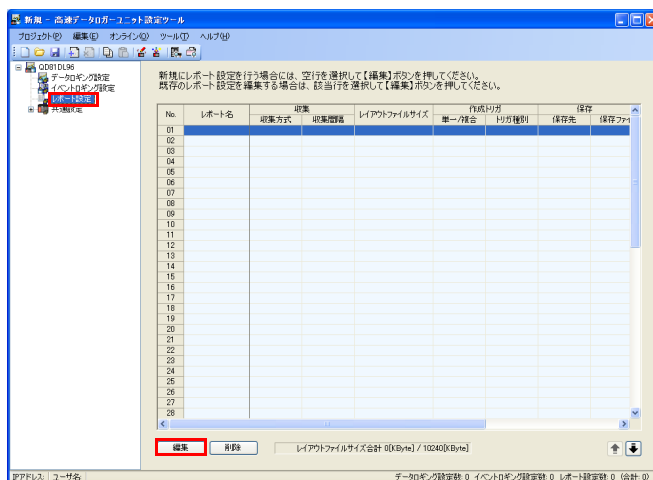 新規 - 高速データロガーユニット設定ツール
プロジェクト(P) 編集(E) オンライン(O) ツール(T) ヘルプ(H)
QD81DL96
データロギング設定
イベントロギング設定
レポート設定
共通設定
新規にレポート設定を行う場合には、空行を選択して【編集】ボタンを押してください。
既存のレポート設定を編集する場合は、該当行を選択して【編集】ボタンを押してください。
No. レポート名 収集 レイアウトファイルサイズ 作成トリガ 保存
収集方式 収集間隔 単一/複合 トリガ種別 保存先 保存ファイ
01
02
03
04
05
06
07
08
09
10
11
12
13
14
15
16
17
18
19
20
21
22
23
24
25
26
27
28
編集 削除 レイアウトファイルサイズ合計 0[KByte] / 10240[KByte]
IPアドレス: ユーザ名: データロギング設定数: 0 イベントロギング設定数: 0 レポート設定数: 0 (合計: 0)